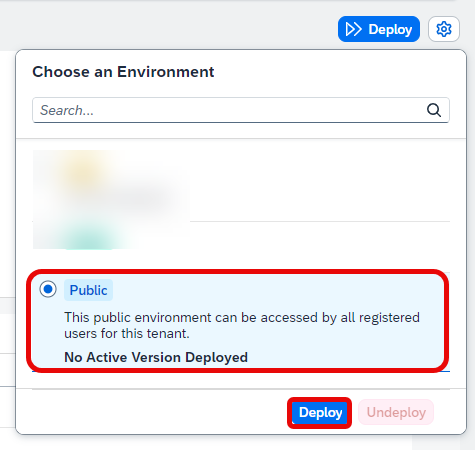 Deploy
Choose an Environment
Search...
Public
This public environment can be accessed by all registered
users for this tenant.
No Active Version Deployed
Deploy Undeploy